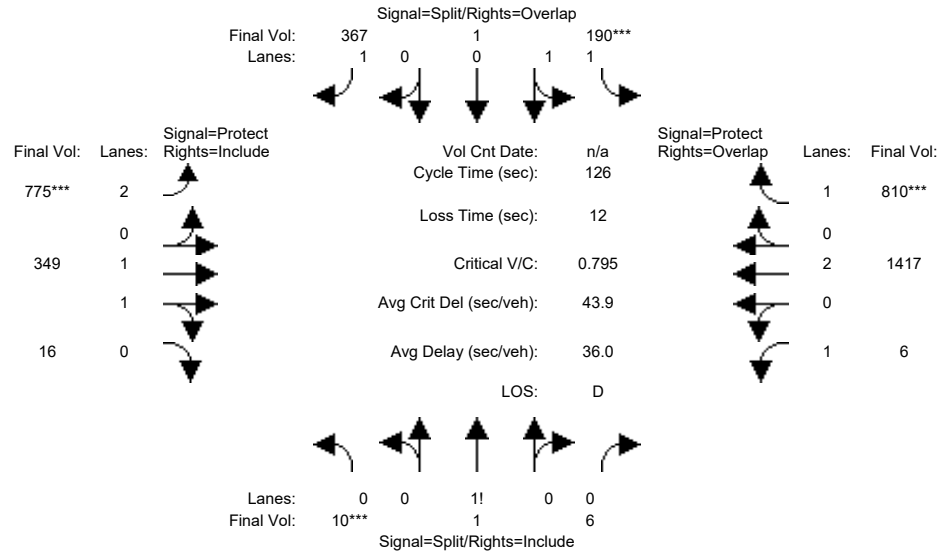 Signal=Split/Rights=Overlap
Final Vol: 367 1 190***
Lanes: 1 0 0 1 1
Signal=Protect Signal=Protect
Final Vol: Lanes: Rights=Include Vol Cnt Date: n/a Rights=Overlap Lanes: Final Vol:
Cycle Time (sec): 126
775*** 2 1 810***
Loss Time (sec): 12
0 0
349 1 Critical V/C: 0.795 2 1417
1 Avg Crit Del (sec/veh): 43.9 0
16 0 Avg Delay (sec/veh): 36.0 1 6
LOS: D
Lanes: 0 0 1! 0 0
Final Vol: 10*** 1 6
Signal=Split/Rights=Include